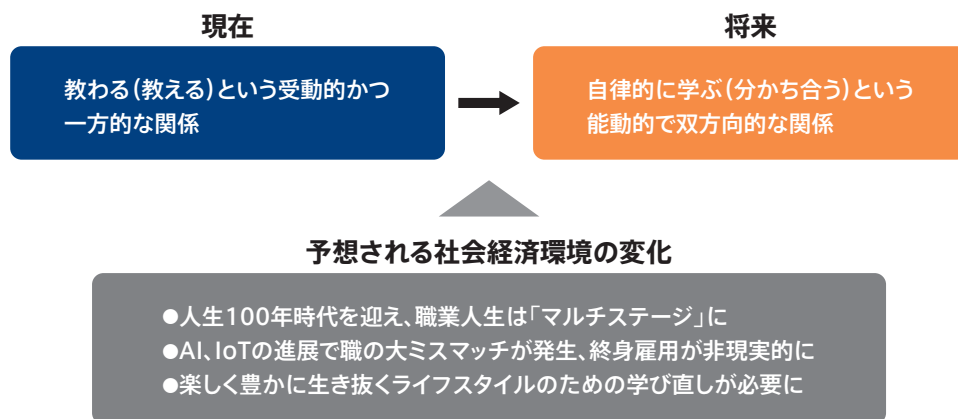 現在
将来
教わる(教える)という受動的かつ
一方的な関係
自律的に学ぶ(分かち合う)という
能動的で双方向的な関係
予想される社会経済環境の変化
●人生100年時代を迎え、職業人生は「マルチステージ」に
●AI、IoTの進展で職の大ミスマッチが発生、終身雇用が非現実的に
●楽しく豊かに生き抜くライフスタイルのための学び直しが必要に